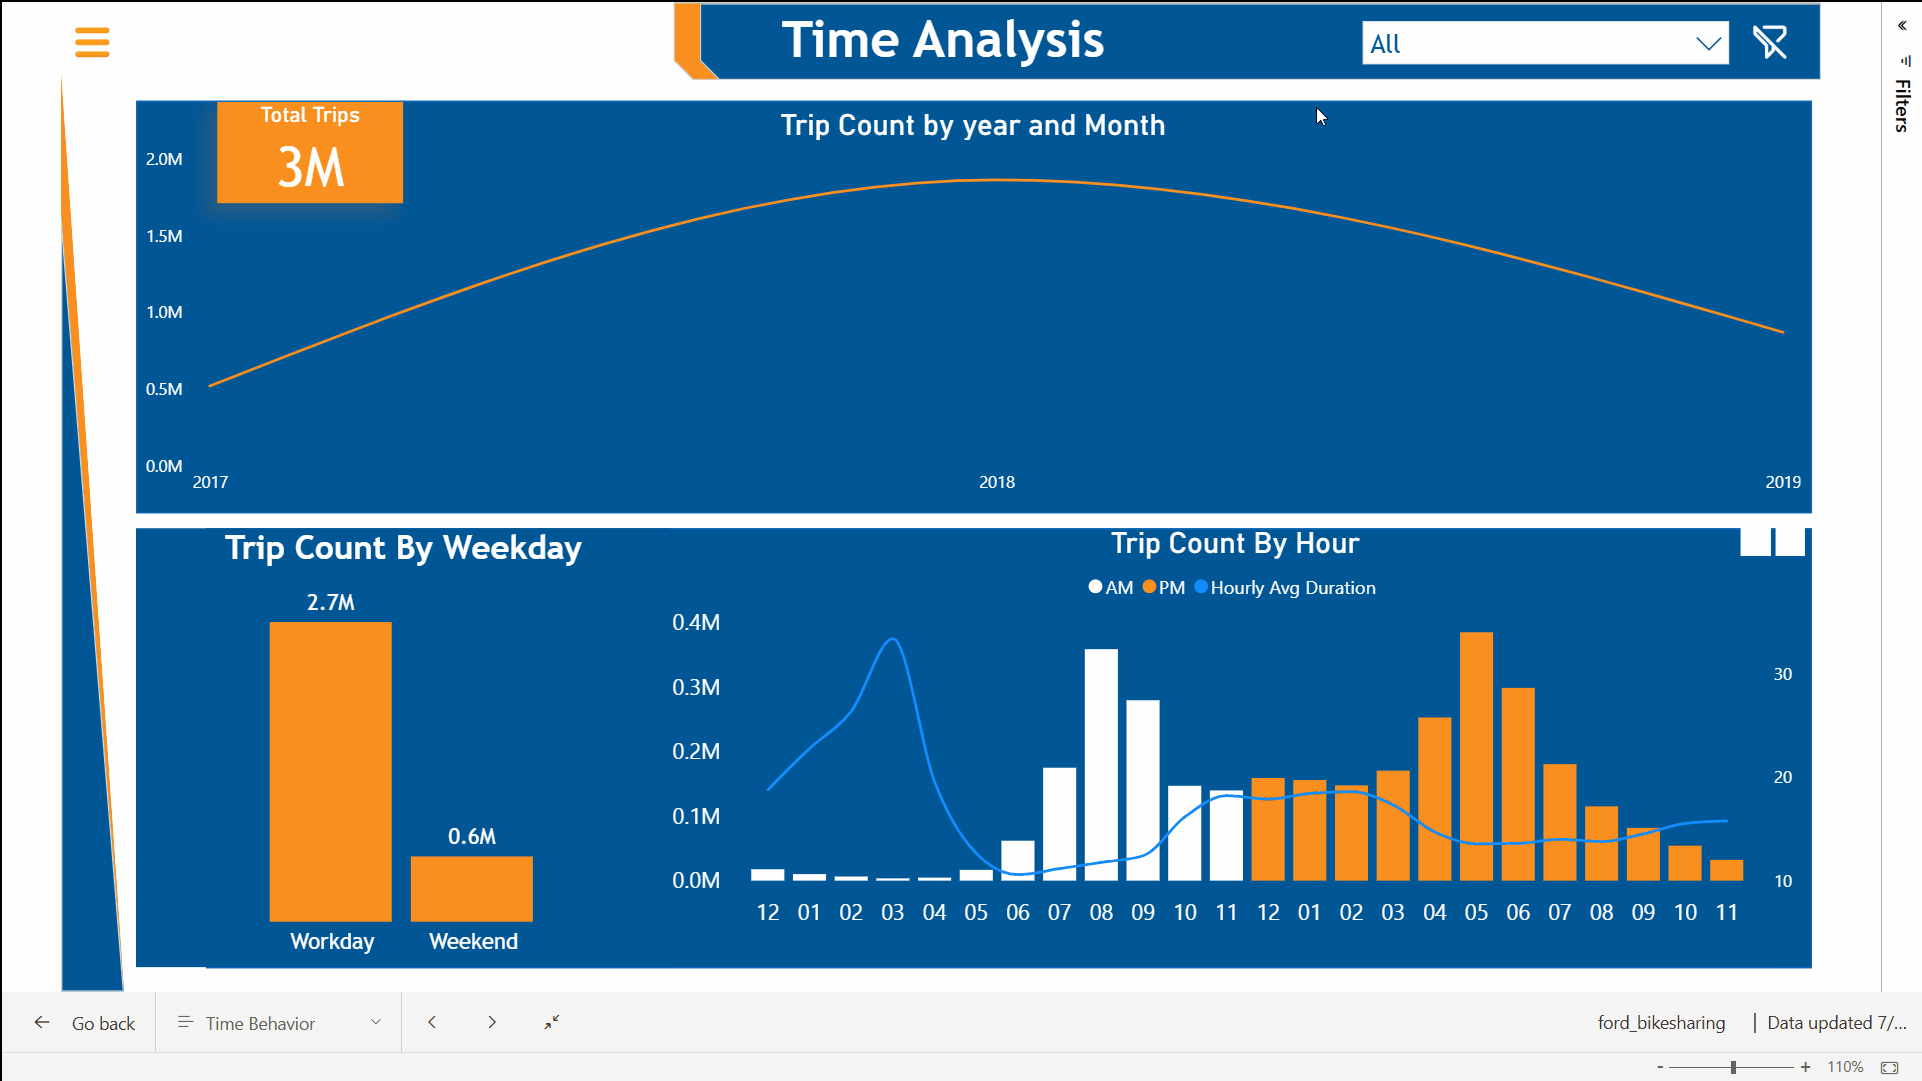 Time Analysis
All
Filters
Total Trips
3M
Trip Count by year and Month
2.0M
1.5M
1.0M
0.5M
0.0M
2017 2018 2019
Trip Count By Weekday
2.7M
0.6M
Workday Weekend
Trip Count By Hour
AM PM Hourly Avg Duration
0.4M
0.3M
0.2M
0.1M
0.0M
30
20
10
12 01 02 03 04 05 06 07 08 09 10 11 12 01 02 03 04 05 06 07 08 09 10 11
Go back
Time Behavior
ford_bikesharing | Data updated 7/...
- + 110%